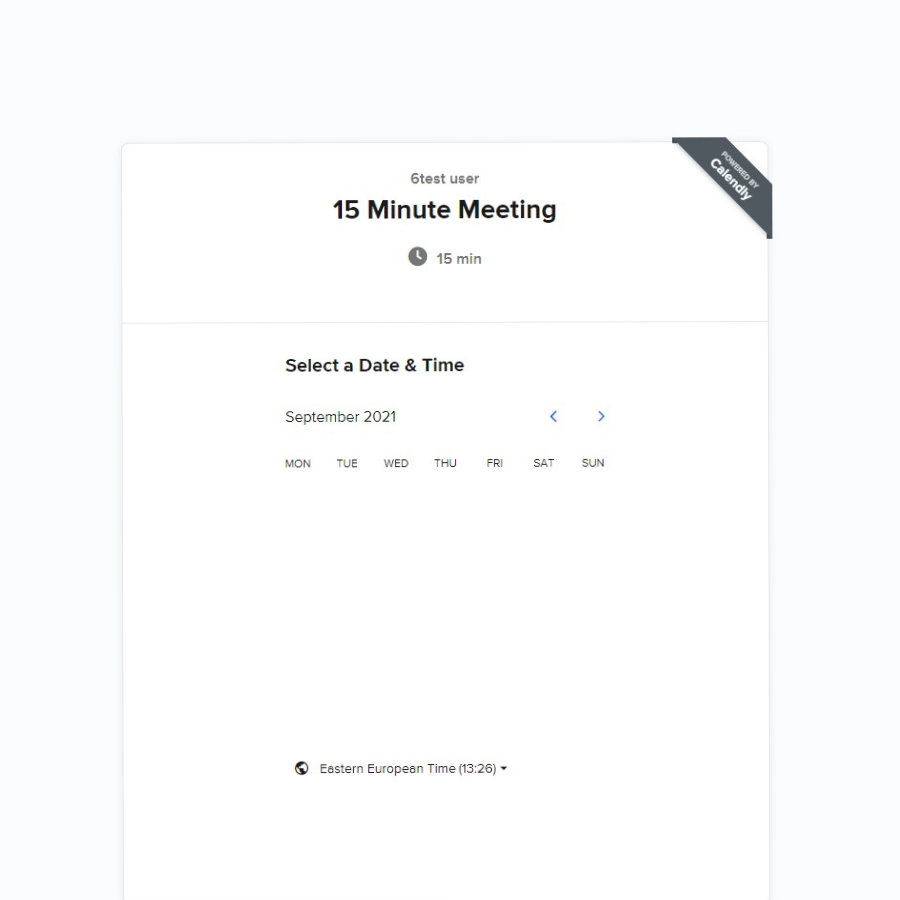 POWERED BY
Calendly
6test user
15 Minute Meeting
15 min
Select a Date & Time
September 2021
MON TUE WED THU FRI SAT SUN
Eastern European Time (13:26)